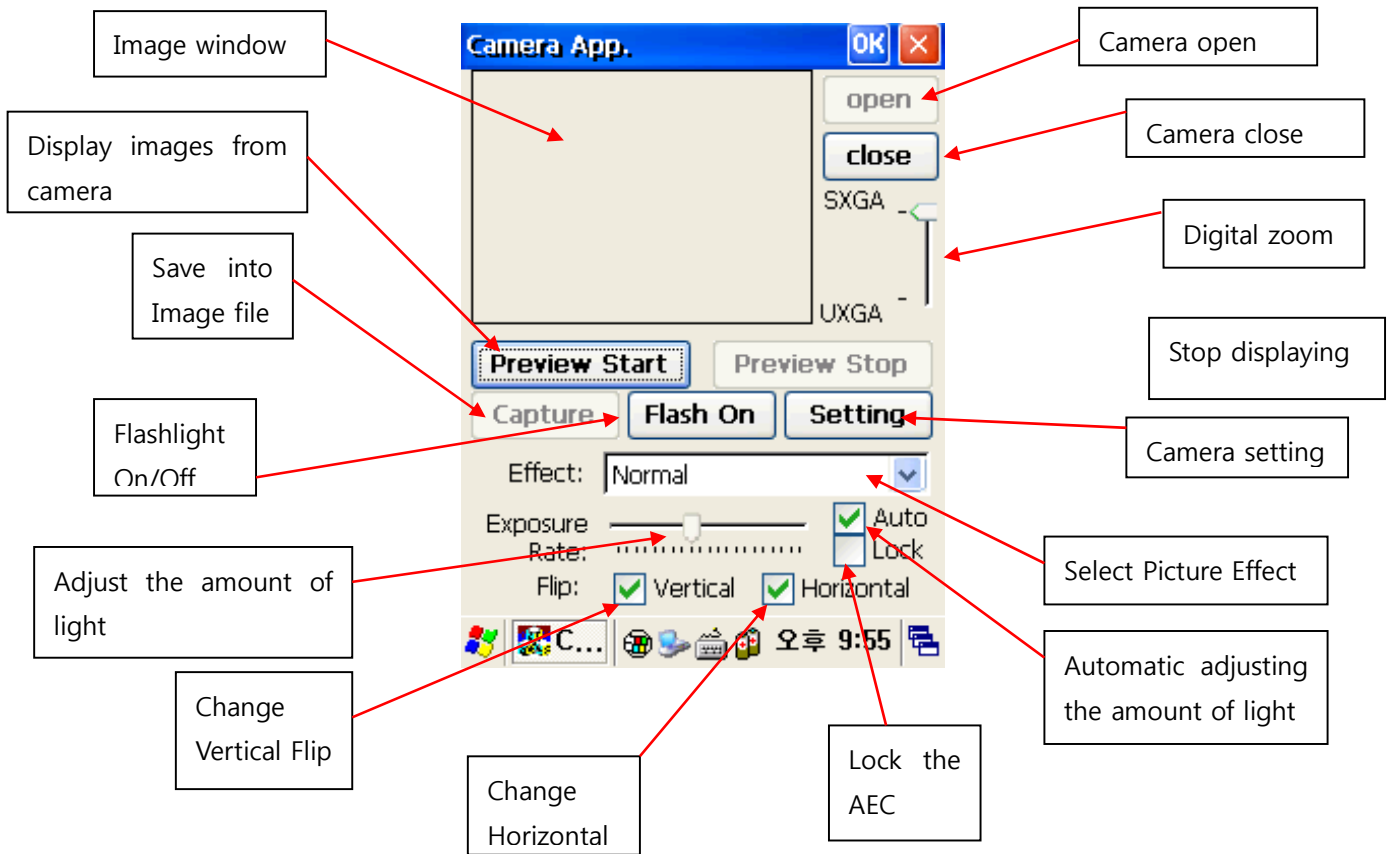 Image window
Camera App.
OK
Camera open
open
Display images from
camera
Camera close
close
SXGA
Digital zoom
Save into
Image file
UXGA
Stop displaying
Preview Start
Preview Stop
Capture
Flash On
Setting
Flashlight
On/Off
Camera setting
Effect:
Normal
Exposure
Rate:
Auto
Lock
Select Picture Effect
Adjust the amount of
light
Flip:
Vertical
Horizontal
C...
오후 9:55
Automatic adjusting
the amount of light
Change
Vertical Flip
Lock the
AEC
Change
Horizontal